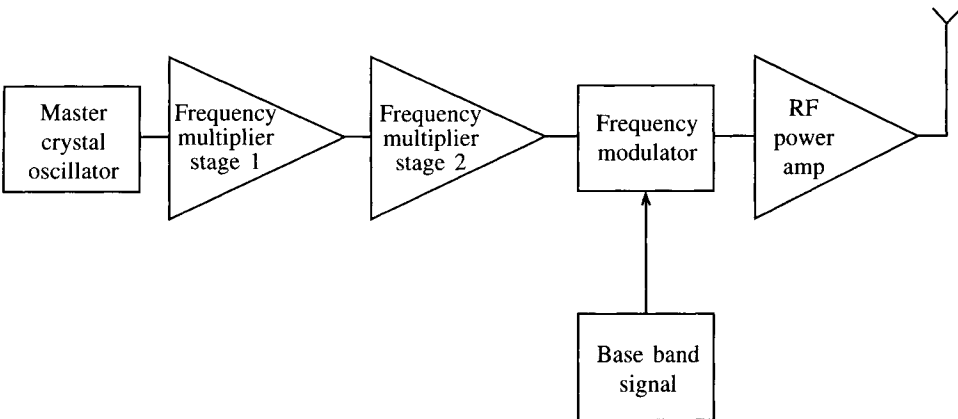 Master
crystal
oscillator
Frequency
multiplier
stage 1
Frequency
multiplier
stage 2
Frequency
modulator
RF
power
amp
Base band
signal